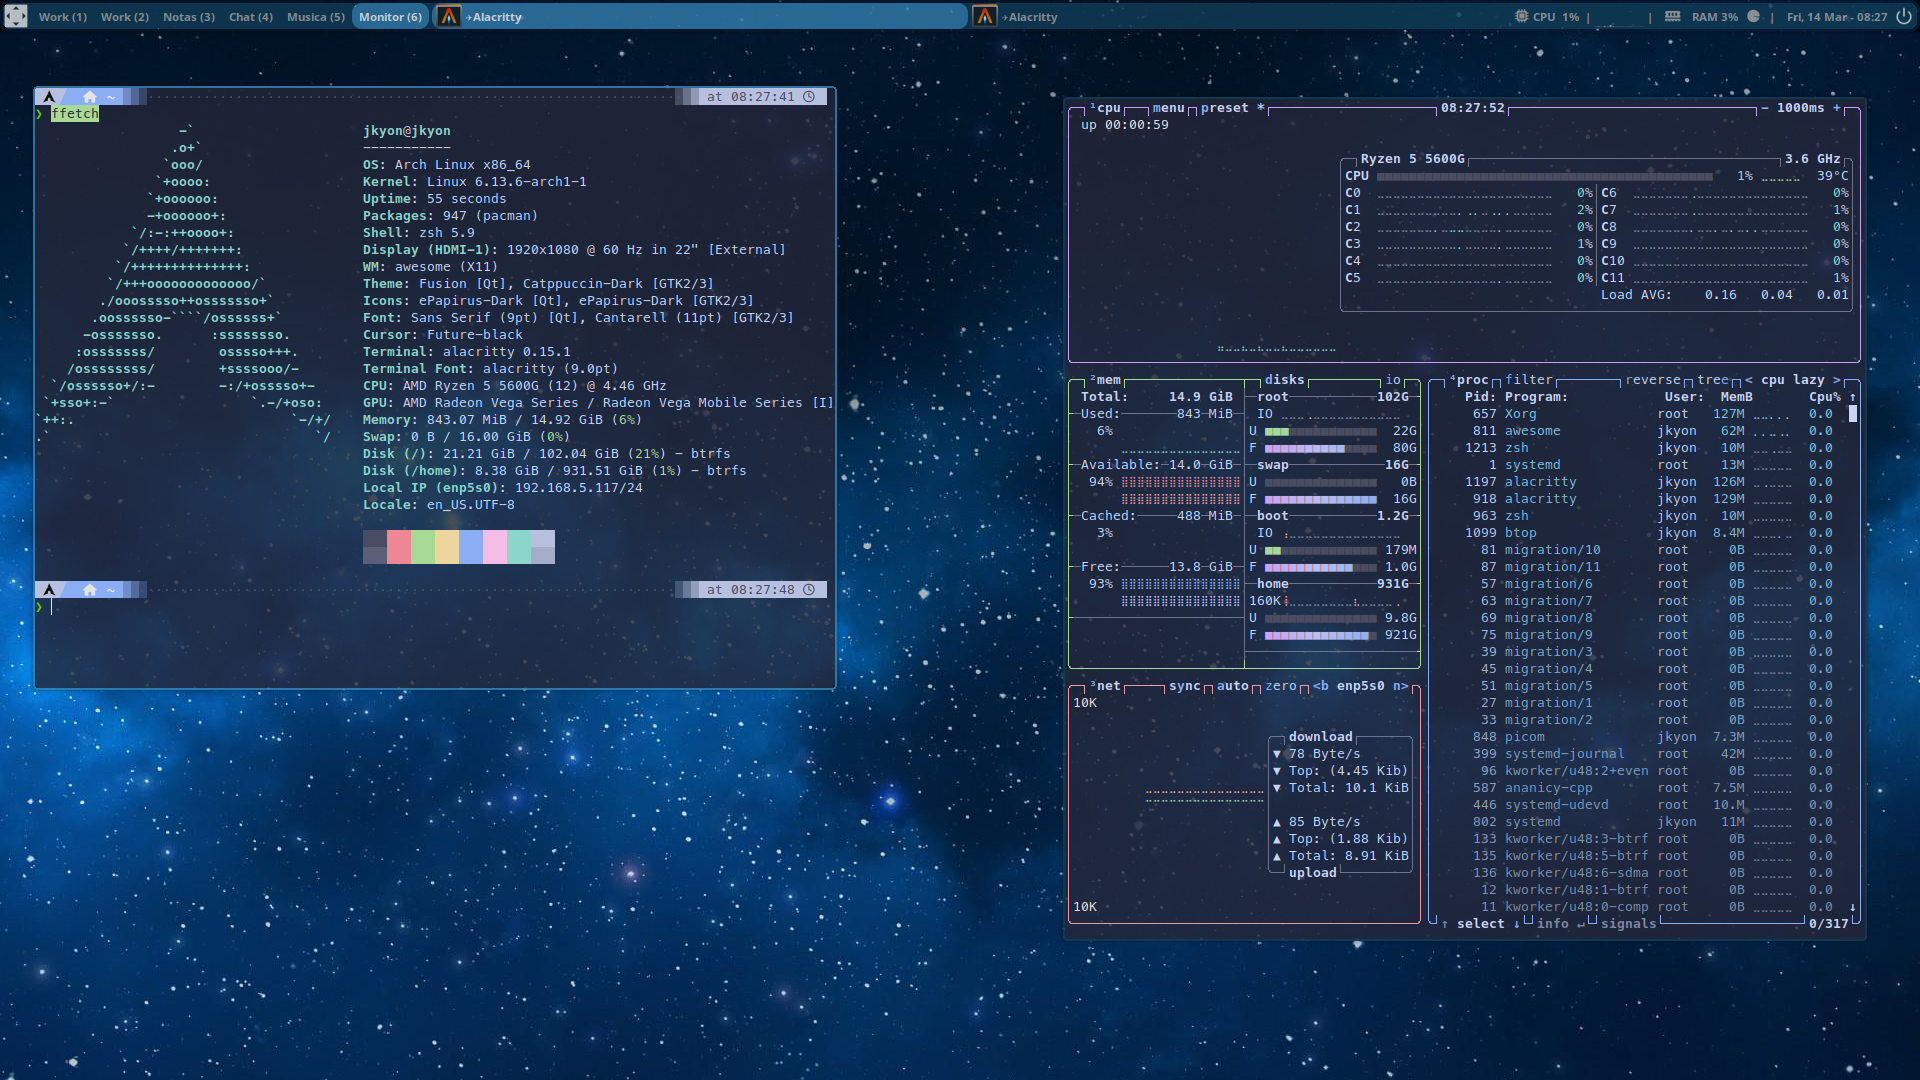 Work (1) Work (2) Notas (3) Chat (4) Musica (5) Monitor (6) Alacritty Alacritty CPU 1% | | RAM 3% | Fri, 14 Mar - 08:27
~ at 08:27:41
❯ ffetch
jkyon@jkyon
-----------
OS: Arch Linux x86_64
Kernel: Linux 6.13.6-arch1-1
Uptime: 55 seconds
Packages: 947 (pacman)
Shell: zsh 5.9
Display (HDMI-1): 1920x1080 @ 60 Hz in 22" [External]
WM: awesome (X11)
Theme: Fusion [Qt], Catppuccin-Dark [GTK2/3]
Icons: ePapirus-Dark [Qt], ePapirus-Dark [GTK2/3]
Font: Sans Serif (9pt) [Qt], Cantarell (11pt) [GTK2/3]
Cursor: Future-black
Terminal: alacritty 0.15.1
Terminal Font: alacritty (9.0pt)
CPU: AMD Ryzen 5 5600G (12) @ 4.46 GHz
GPU: AMD Radeon Vega Series / Radeon Vega Mobile Series [I]
Memory: 843.07 MiB / 14.92 GiB (6%)
Swap: 0 B / 16.00 GiB (0%)
Disk (/): 21.21 GiB / 102.04 GiB (21%) - btrfs
Disk (/home): 8.38 GiB / 931.51 GiB (1%) - btrfs
Local IP (enp5s0): 192.168.5.117/24
Locale: en_US.UTF-8
~ at 08:27:48
❯
¹cpu menu preset * 08:27:52 - 1000ms +
up 00:00:59
Ryzen 5 5600G 3.6 GHz
CPU 1% 39°C
C0 0% C6 0%
C1 2% C7 1%
C2 0% C8 0%
C3 1% C9 0%
C4 0% C10 0%
C5 0% C11 1%
Load AVG: 0.16 0.04 0.01
²mem disks io
Total: 14.9 GiB
Used: 843 MiB
6%
Available: 14.0 GiB
94%
Cached: 488 MiB
3%
Free: 13.8 GiB
93%
root 102G
IO
U 22G
F 80G
swap 16G
U 0B
F 16G
boot 1.2G
IO
U 179M
F 1.0G
home 931G
160K
U 9.8G
F 921G
³net sync auto zero <b enp5s0 n>
10K
download
▼ 78 Byte/s
▼ Top: (4.45 Kib)
▼ Total: 10.1 KiB
▲ 85 Byte/s
▲ Top: (1.88 Kib)
▲ Total: 8.91 KiB
upload
10K
⁴proc filter reverse tree < cpu lazy >
Pid: Program: User: MemB Cpu% ↑
657 Xorg root 127M 0.0
811 awesome jkyon 62M 0.0
1213 zsh jkyon 10M 0.0
1 systemd root 13M 0.0
1197 alacritty jkyon 126M 0.0
918 alacritty jkyon 129M 0.0
963 zsh jkyon 10M 0.0
1099 btop jkyon 8.4M 0.0
81 migration/10 root 0B 0.0
87 migration/11 root 0B 0.0
57 migration/6 root 0B 0.0
63 migration/7 root 0B 0.0
69 migration/8 root 0B 0.0
75 migration/9 root 0B 0.0
39 migration/3 root 0B 0.0
45 migration/4 root 0B 0.0
51 migration/5 root 0B 0.0
27 migration/1 root 0B 0.0
33 migration/2 root 0B 0.0
848 picom jkyon 7.3M 0.0
399 systemd-journal root 42M 0.0
96 kworker/u48:2+even root 0B 0.0
587 ananicy-cpp root 7.5M 0.0
446 systemd-udevd root 10.M 0.0
802 systemd jkyon 11M 0.0
133 kworker/u48:3-btrf root 0B 0.0
135 kworker/u48:5-btrf root 0B 0.0
136 kworker/u48:6-sdma root 0B 0.0
12 kworker/u48:1-btrf root 0B 0.0
11 kworker/u48:0-comp root 0B 0.0 ↓
↑ select ↓ info ↵ signals 0/317